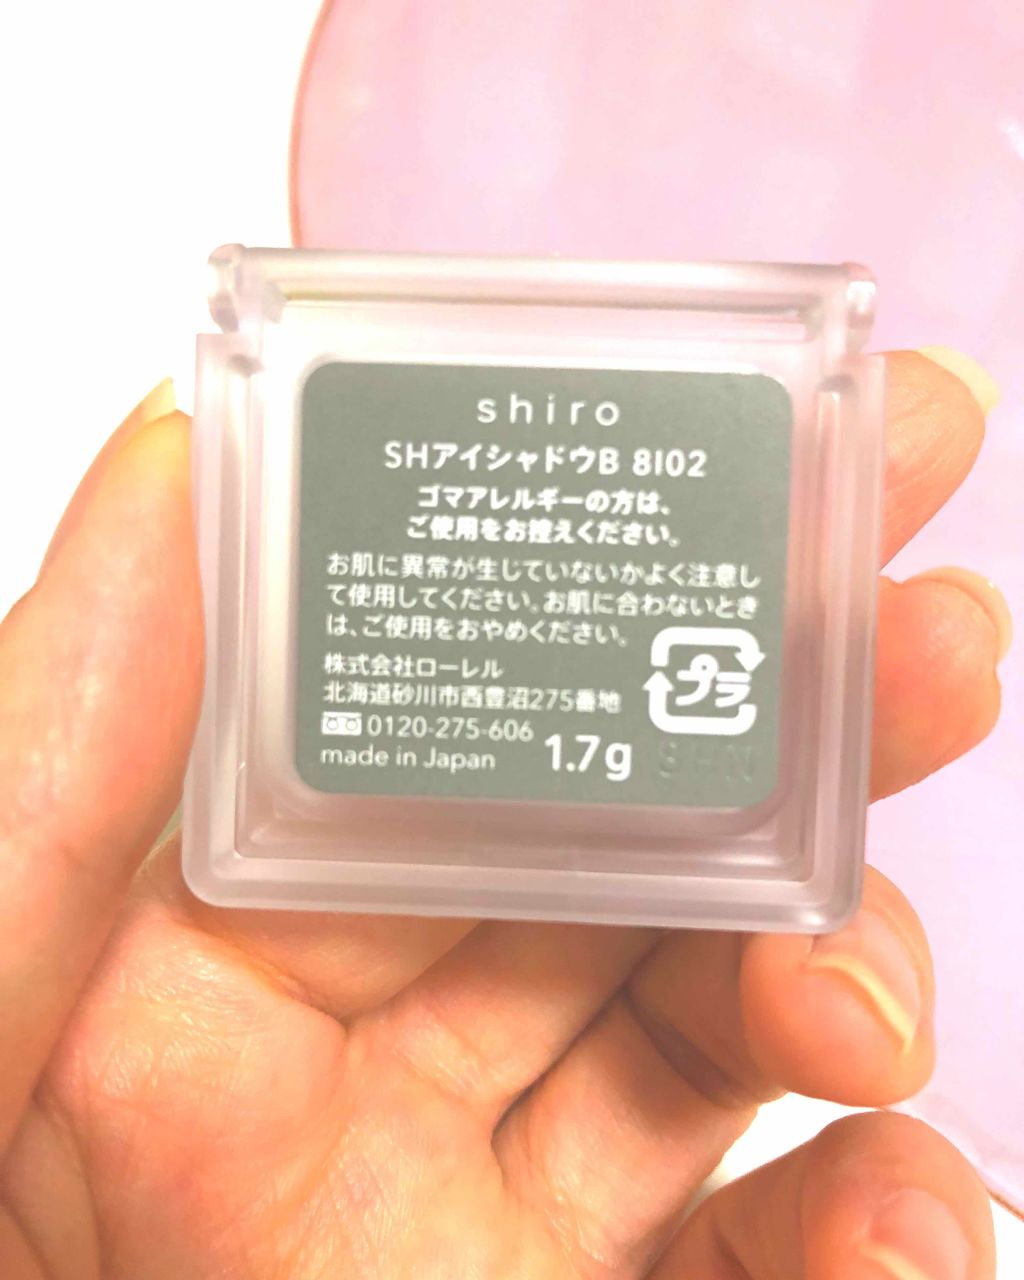 shiro
SHアイシャドウB 8I02
ゴマアレルギーの方は、
ご使用をお控えください。
お肌に異常が生じていないかよく注意し
て使用してください。お肌に合わないとき
は、ご使用をおやめください。
プラ
株式会社ローレル
北海道砂川市西豊沼275番地
0120-275-606
made in Japan
1.7g